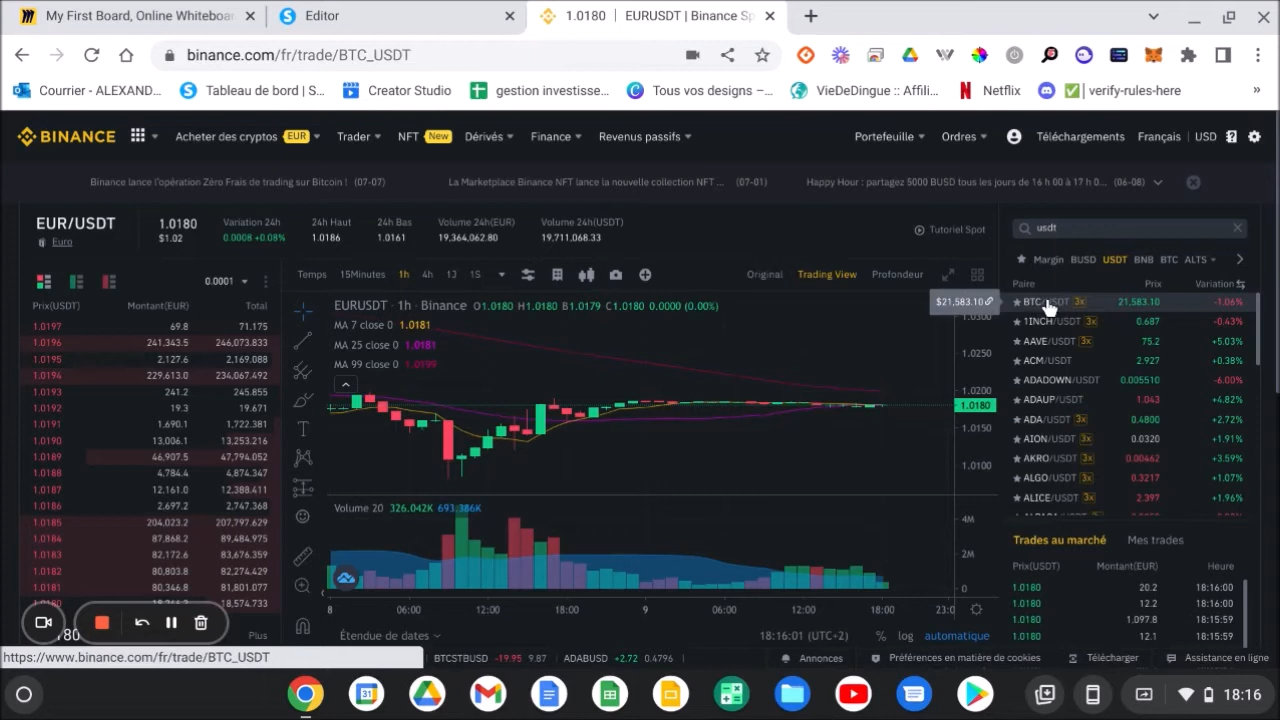 My First Board, Online Whiteboar
Editor
1.0180 | EURUSDT | Binance Sp
binance.com/fr/trade/BTC_USDT
Courrier - ALEXAND...
Tableau de bord | S...
Creator Studio
gestion investisse...
Tous vos designs –...
VieDeDingue :: Affili...
Netflix
✅ | verify-rules-here
»
BINANCE
Acheter des cryptos EUR
Trader
NFT New
Dérivés
Finance
Revenus passifs
Portefeuille
Ordres
Téléchargements
Français
USD
Binance lance l'opération Zéro Frais de trading sur Bitcoin ! (07-07)
La Marketplace Binance NFT lance la nouvelle collection NFT ... (07-01)
Happy Hour : partagez 5000 BUSD tous les jours de 16 h 00 à 17 h 0... (06-08)
EUR/USDT
Euro
1.0180
$1.02
Variation 24h
0.0008 +0.08%
24h Haut
1.0186
24h Bas
1.0161
Volume 24h(EUR)
19,364,062.80
Volume 24h(USDT)
19,711,068.33
Tutoriel Spot
0.0001
Prix(USDT) Montant(EUR) Total
1.0197 69.8 71.175
1.0196 241,343.5 246,073.833
1.0195 2,127.6 2,169.088
1.0194 229,613.0 234,067.492
1.0193 241.2 245.855
1.0192 19.3 19.671
1.0191 1,690.1 1,722.381
1.0190 13,006.1 13,253.216
1.0189 46,907.5 47,794.052
1.0188 4,784.4 4,874.347
1.0187 12,161.0 12,388.411
1.0186 2,697.2 2,747.368
1.0185 204,023.2 207,797.629
1.0184 87,868.2 89,484.975
1.0183 82,172.6 83,676.359
1.0182 80,803.8 82,274.429
1.0181 80,346.8 81,801.077
18,574.733
Plus
Temps 15Minutes 1h 4h 1J 1S
Original Trading View Profondeur
EURUSDT · 1h · Binance O1.0180 H1.0180 B1.0179 C1.0180 0.0000 (0.00%)
MA 7 close 0 1.0181
MA 25 close 0 1.0181
MA 99 close 0 1.0199
1.0250
1.0200
1.0180
1.0150
1.0100
Volume 20 326.042K 693.386K
4M
2M
0
8 06:00 12:00 18:00 9 06:00 12:00 18:00 23:0
Étendue de dates
18:16:01 (UTC+2)
% log automatique
usdt
Margin BUSD USDT BNB BTC ALTS
Paire Prix Variation
$21,583.10
BTC/USDT 3x 21,583.10 -1.06%
1INCH/USDT 3x 0.687 -0.43%
AAVE/USDT 3x 75.2 +5.03%
ACM/USDT 2.927 +0.38%
ADADOWN/USDT 0.005510 -6.00%
ADAUP/USDT 1.043 +4.82%
ADA/USDT 3x 0.4800 +2.72%
AION/USDT 3x 0.0320 +1.91%
AKRO/USDT 3x 0.00462 +3.59%
ALGO/USDT 3x 0.3217 +1.07%
ALICE/USDT 3x 2.397 +1.96%
Trades au marché Mes trades
Prix(USDT) Montant(EUR) Heure
1.0180 20.2 18:16:00
1.0180 12.2 18:16:00
1.0180 1,097.8 18:15:59
1.0180 12.1 18:15:59
https://www.binance.com/fr/trade/BTC_USDT
BTCSTBUSD -19.95 9.87
ADABUSD +2.72 0.4796
Annonces
Préférences en matière de cookies
Télécharger
Assistance en ligne
31
18:16